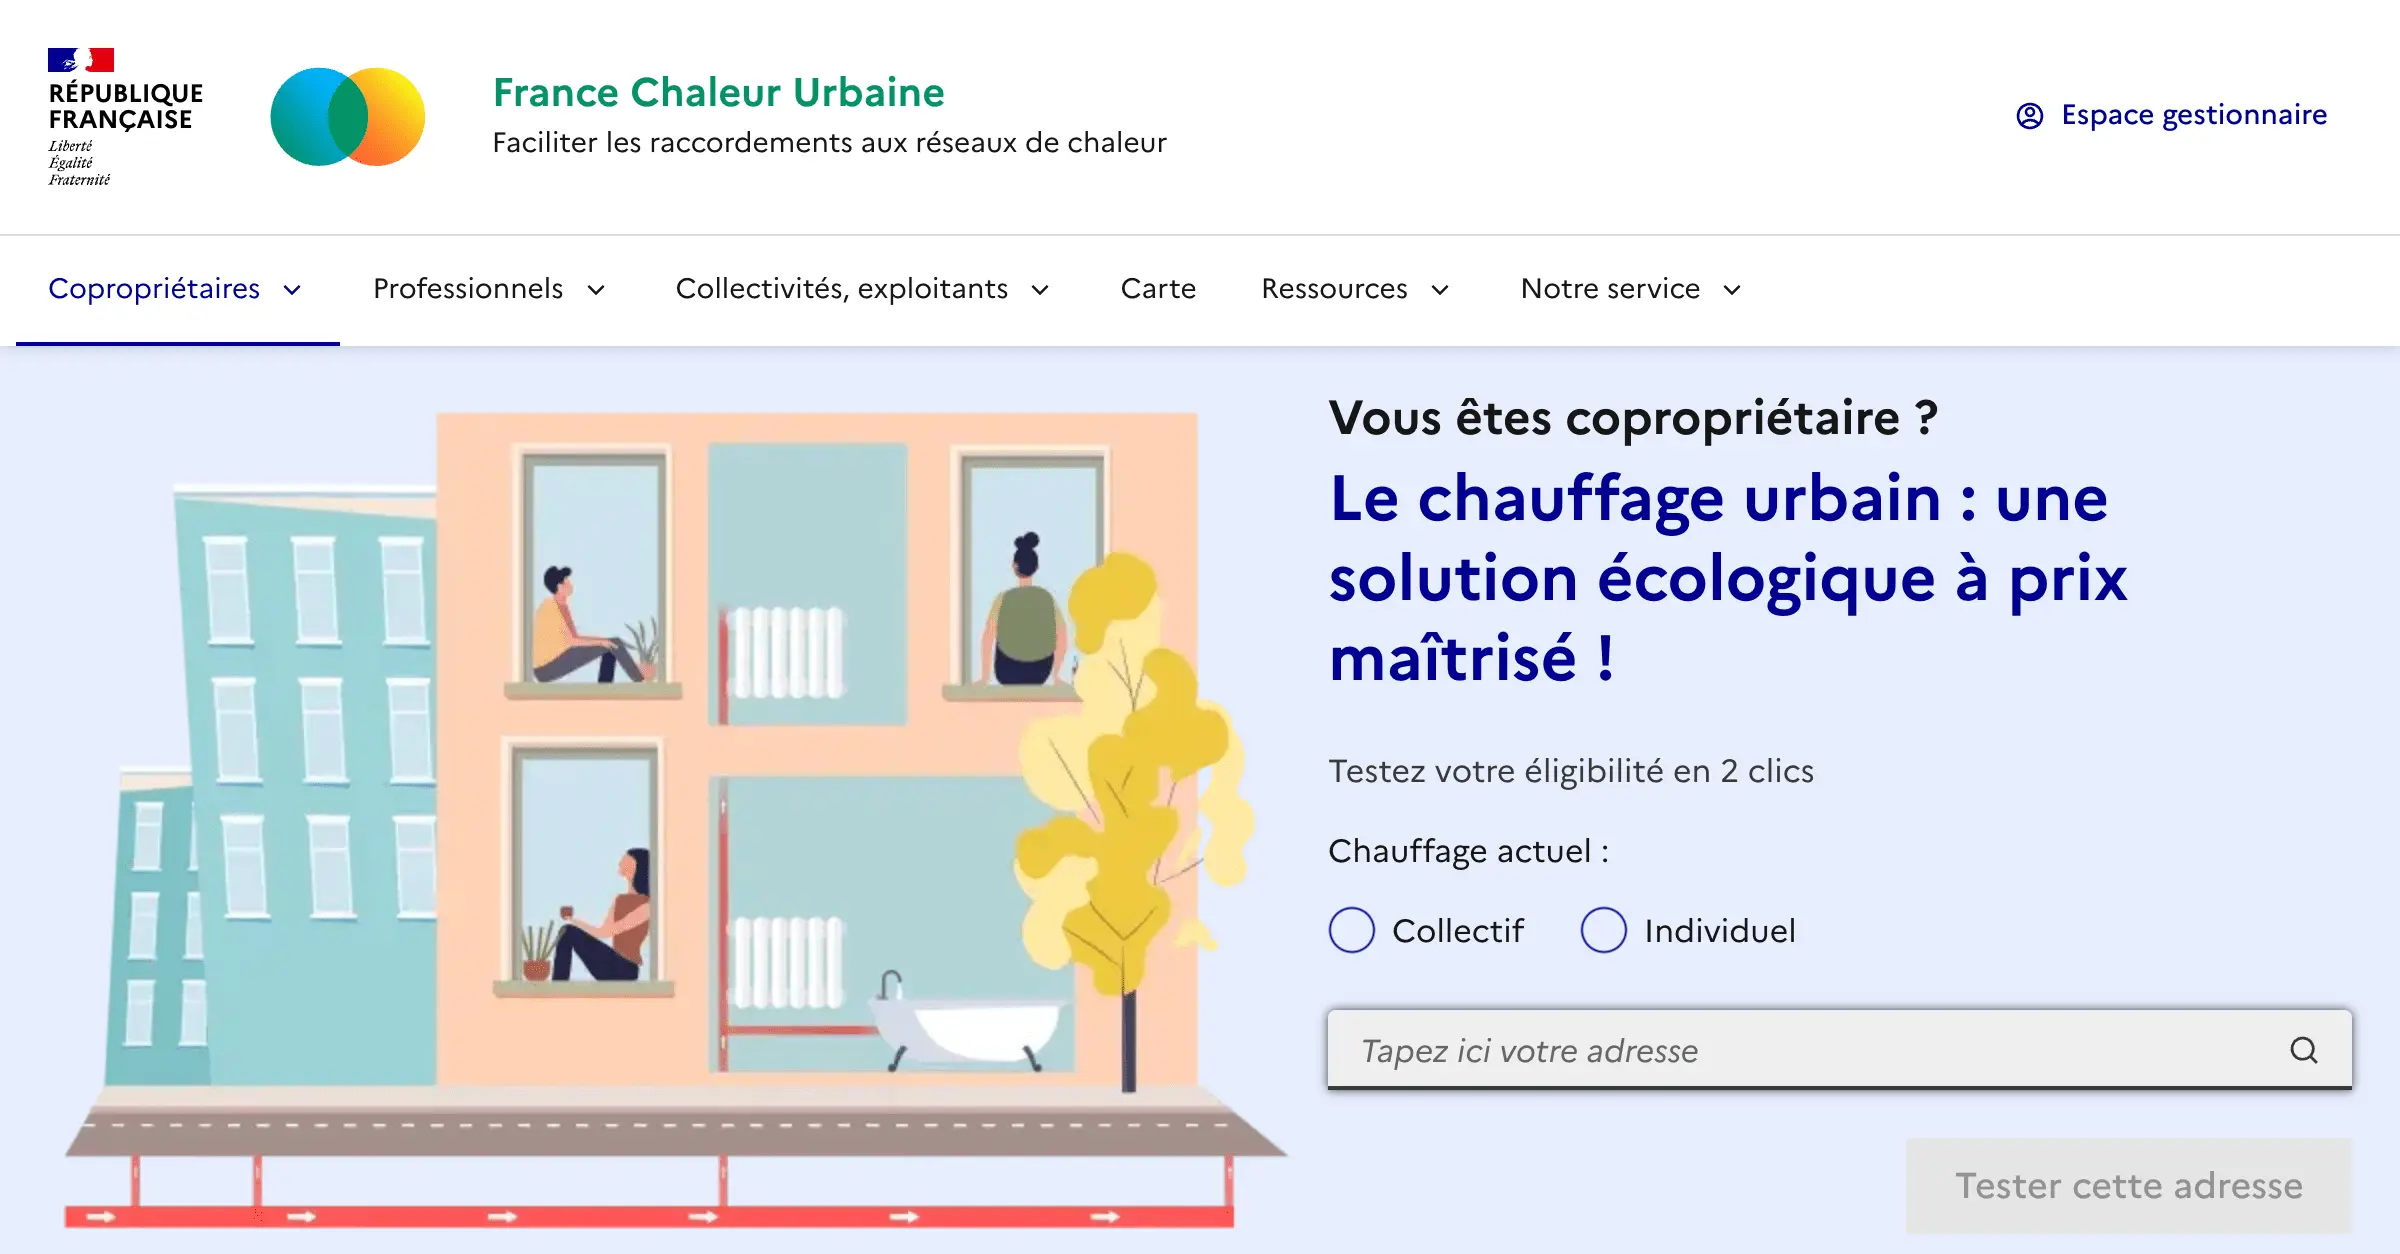 RÉPUBLIQUE
FRANÇAISE
Liberté
Égalité
Fraternité
France Chaleur Urbaine
Faciliter les raccordements aux réseaux de chaleur
Espace gestionnaire
Copropriétaires
Professionnels
Collectivités, exploitants
Carte
Ressources
Notre service
Vous êtes copropriétaire ?
Le chauffage urbain : une
solution écologique à prix
maîtrisé !
Testez votre éligibilité en 2 clics
Chauffage actuel :
Collectif
Individuel
Tapez ici votre adresse
Tester cette adresse